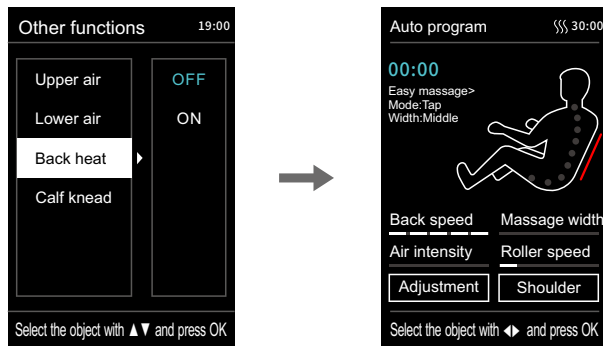 Other functions 19:00
Upper air OFF
Lower air ON
Back heat
Calf knead
Select the object with ▲▼ and press OK
Auto program 30:00
00:00
Easy massage>
Mode:Tap
Width:Middle
Back speed Massage width
Air intensity Roller speed
Adjustment Shoulder
Select the object with ◀▶ and press OK